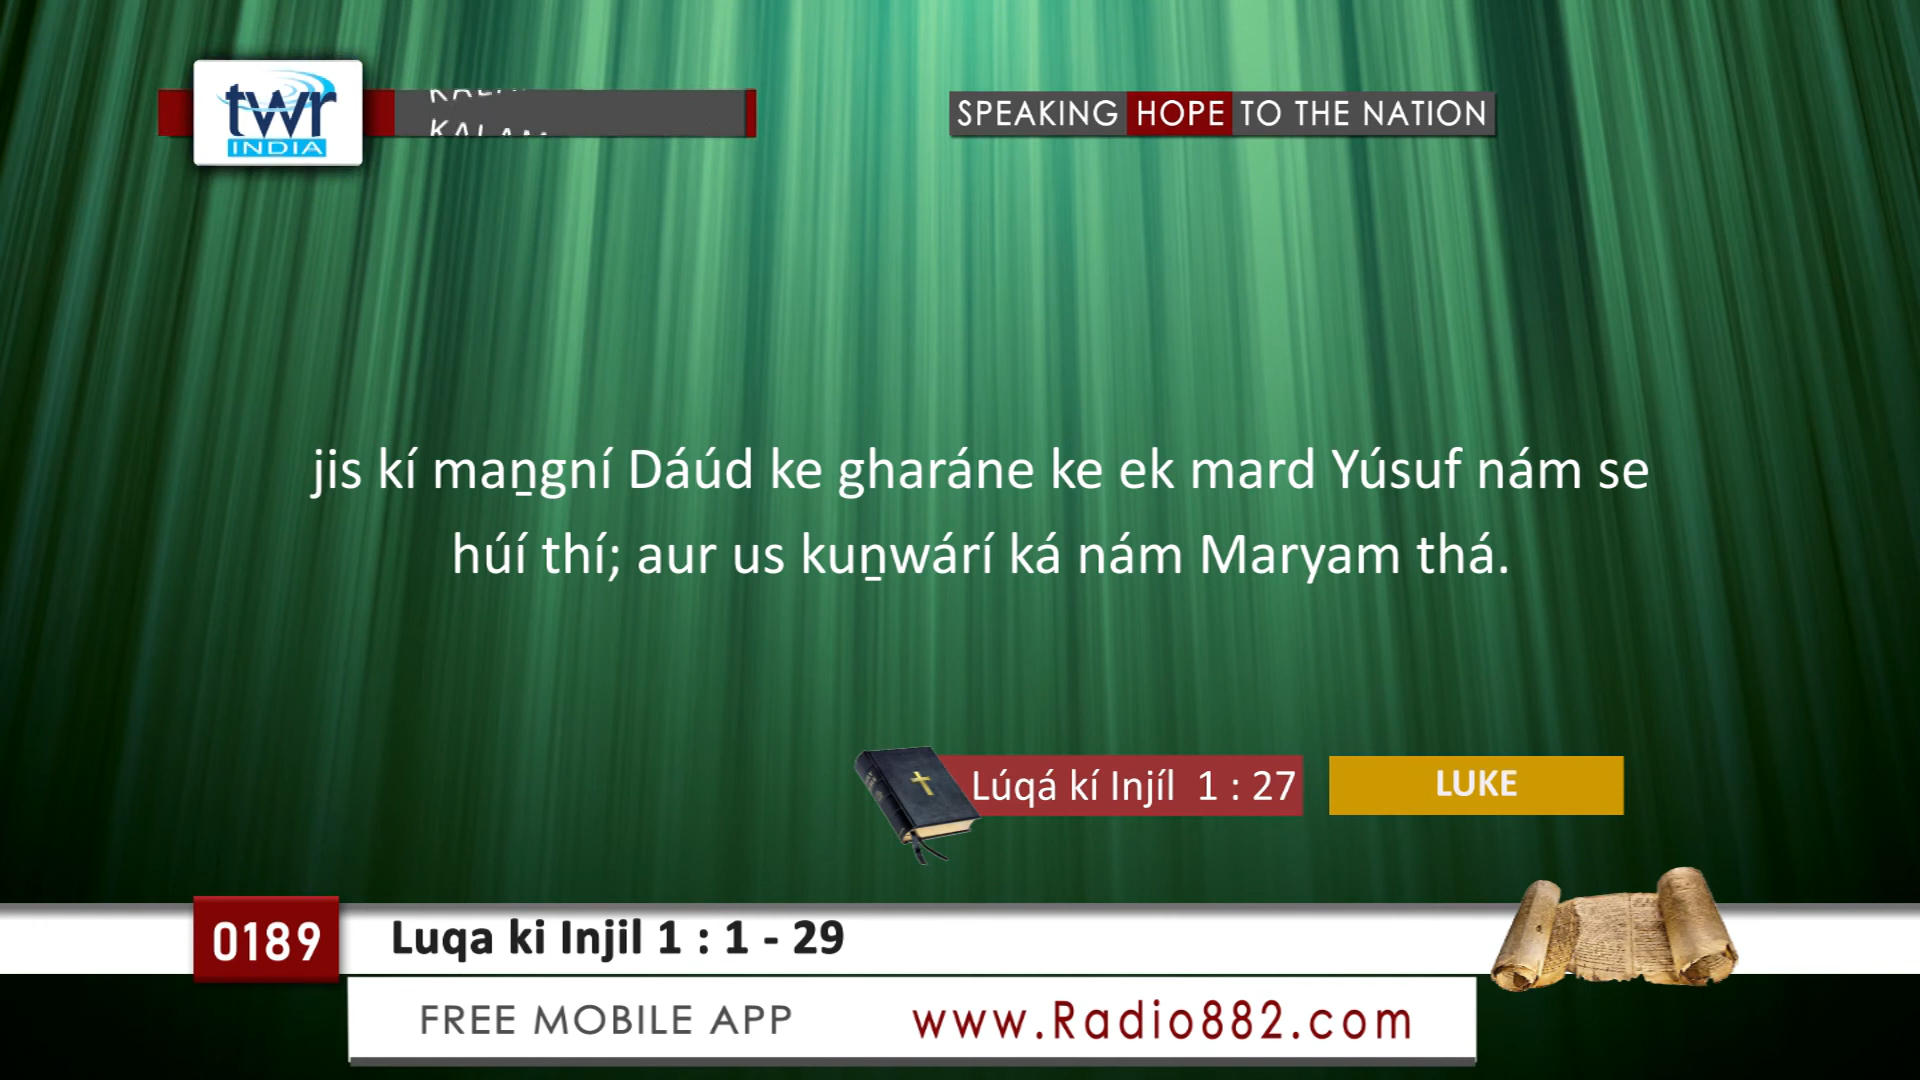 twr
INDIA
SPEAKING HOPE TO THE NATION
jis kí maṉgní Dáúd ke gharáne ke ek mard Yúsuf nám se
húí thí; aur us kuṉwárí ká nám Maryam thá.
Lúqá kí Injíl 1 : 27
LUKE
0189
Luqa ki Injil 1 : 1 - 29
FREE MOBILE APP
www.Radio882.com